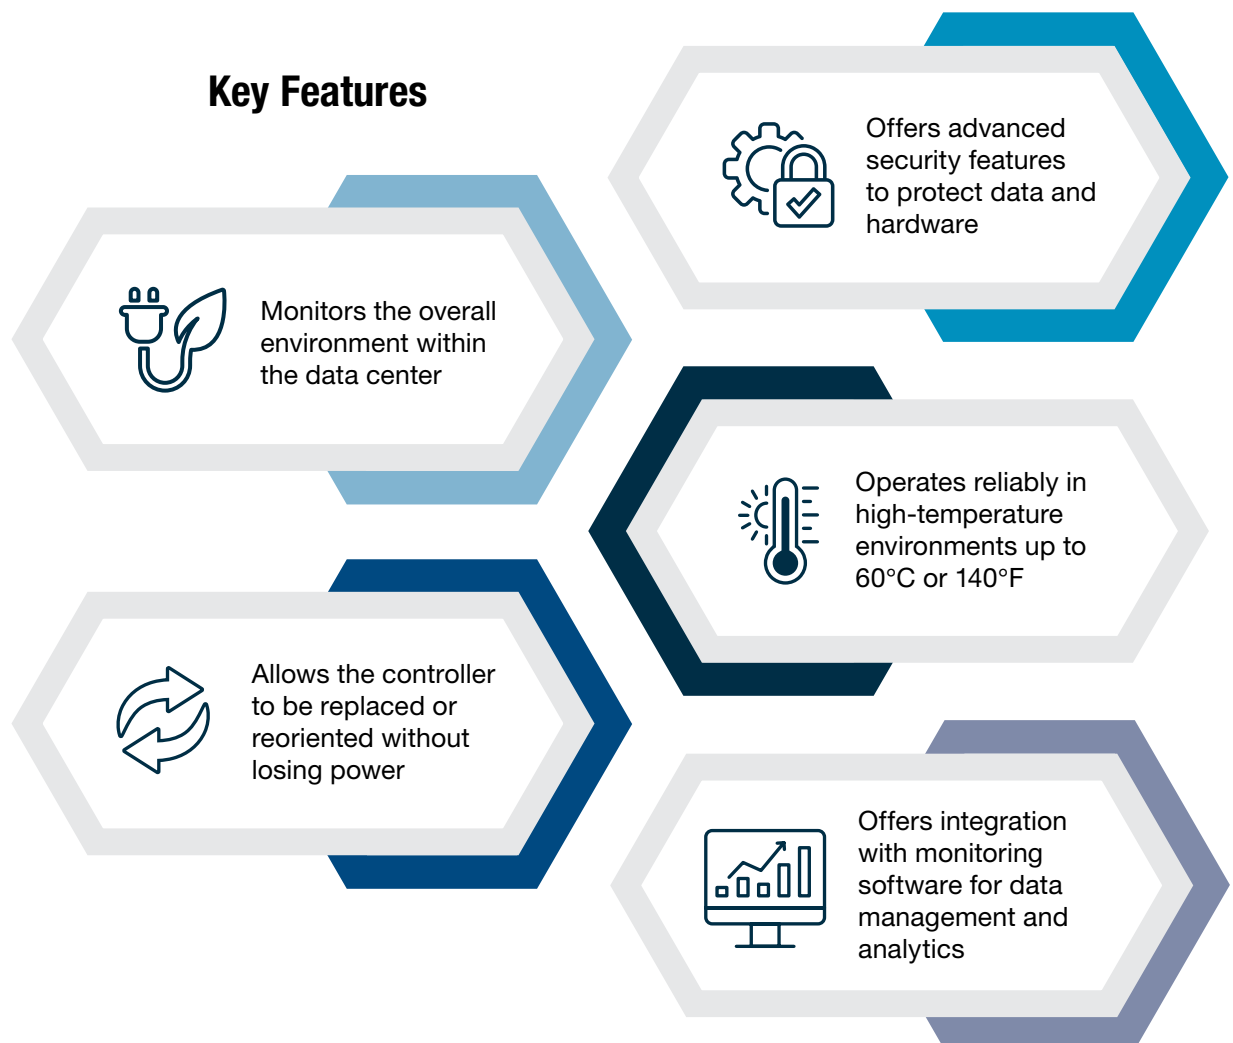 Key Features
Offers advanced
security features
to protect data and
hardware
Monitors the overall
environment within
the data center
Operates reliably in
high-temperature
environments up to
60°C or 140°F
Allows the controller
to be replaced or
reoriented without
losing power
Offers integration
with monitoring
software for data
management and
analytics